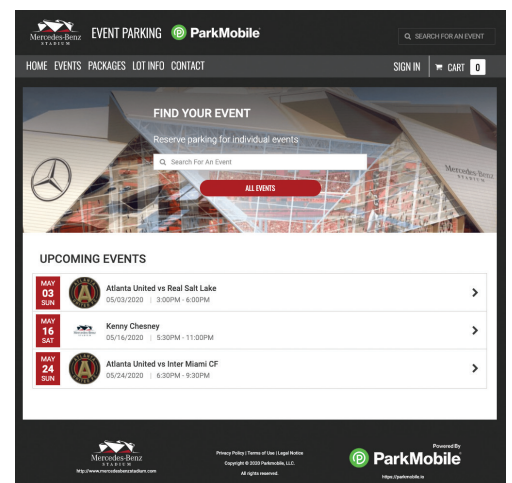 Mercedes-Benz
STADIUM
EVENT PARKING
ParkMobile
SEARCH FOR AN EVENT
HOME EVENTS PACKAGES LOT INFO CONTACT
SIGN IN
CART 0
FIND YOUR EVENT
Reserve parking for individual events
Search For An Event
ALL EVENTS
Mercedes-Benz
STADIUM
UPCOMING EVENTS
MAY
03
SUN
Atlanta United vs Real Salt Lake
05/03/2020 | 3:00PM - 6:00PM
MAY
16
SAT
Kenny Chesney
05/16/2020 | 5:30PM - 11:00PM
MAY
24
SUN
Atlanta United vs Inter Miami CF
05/24/2020 | 6:30PM - 9:30PM
Mercedes-Benz
STADIUM
http://www.mercedesbenzstadium.com
Privacy Policy | Terms of Use | Legal Notice
Copyright © 2020 Parkmobile, LLC.
All rights reserved.
Powered By
ParkMobile
https://parkmobile.io